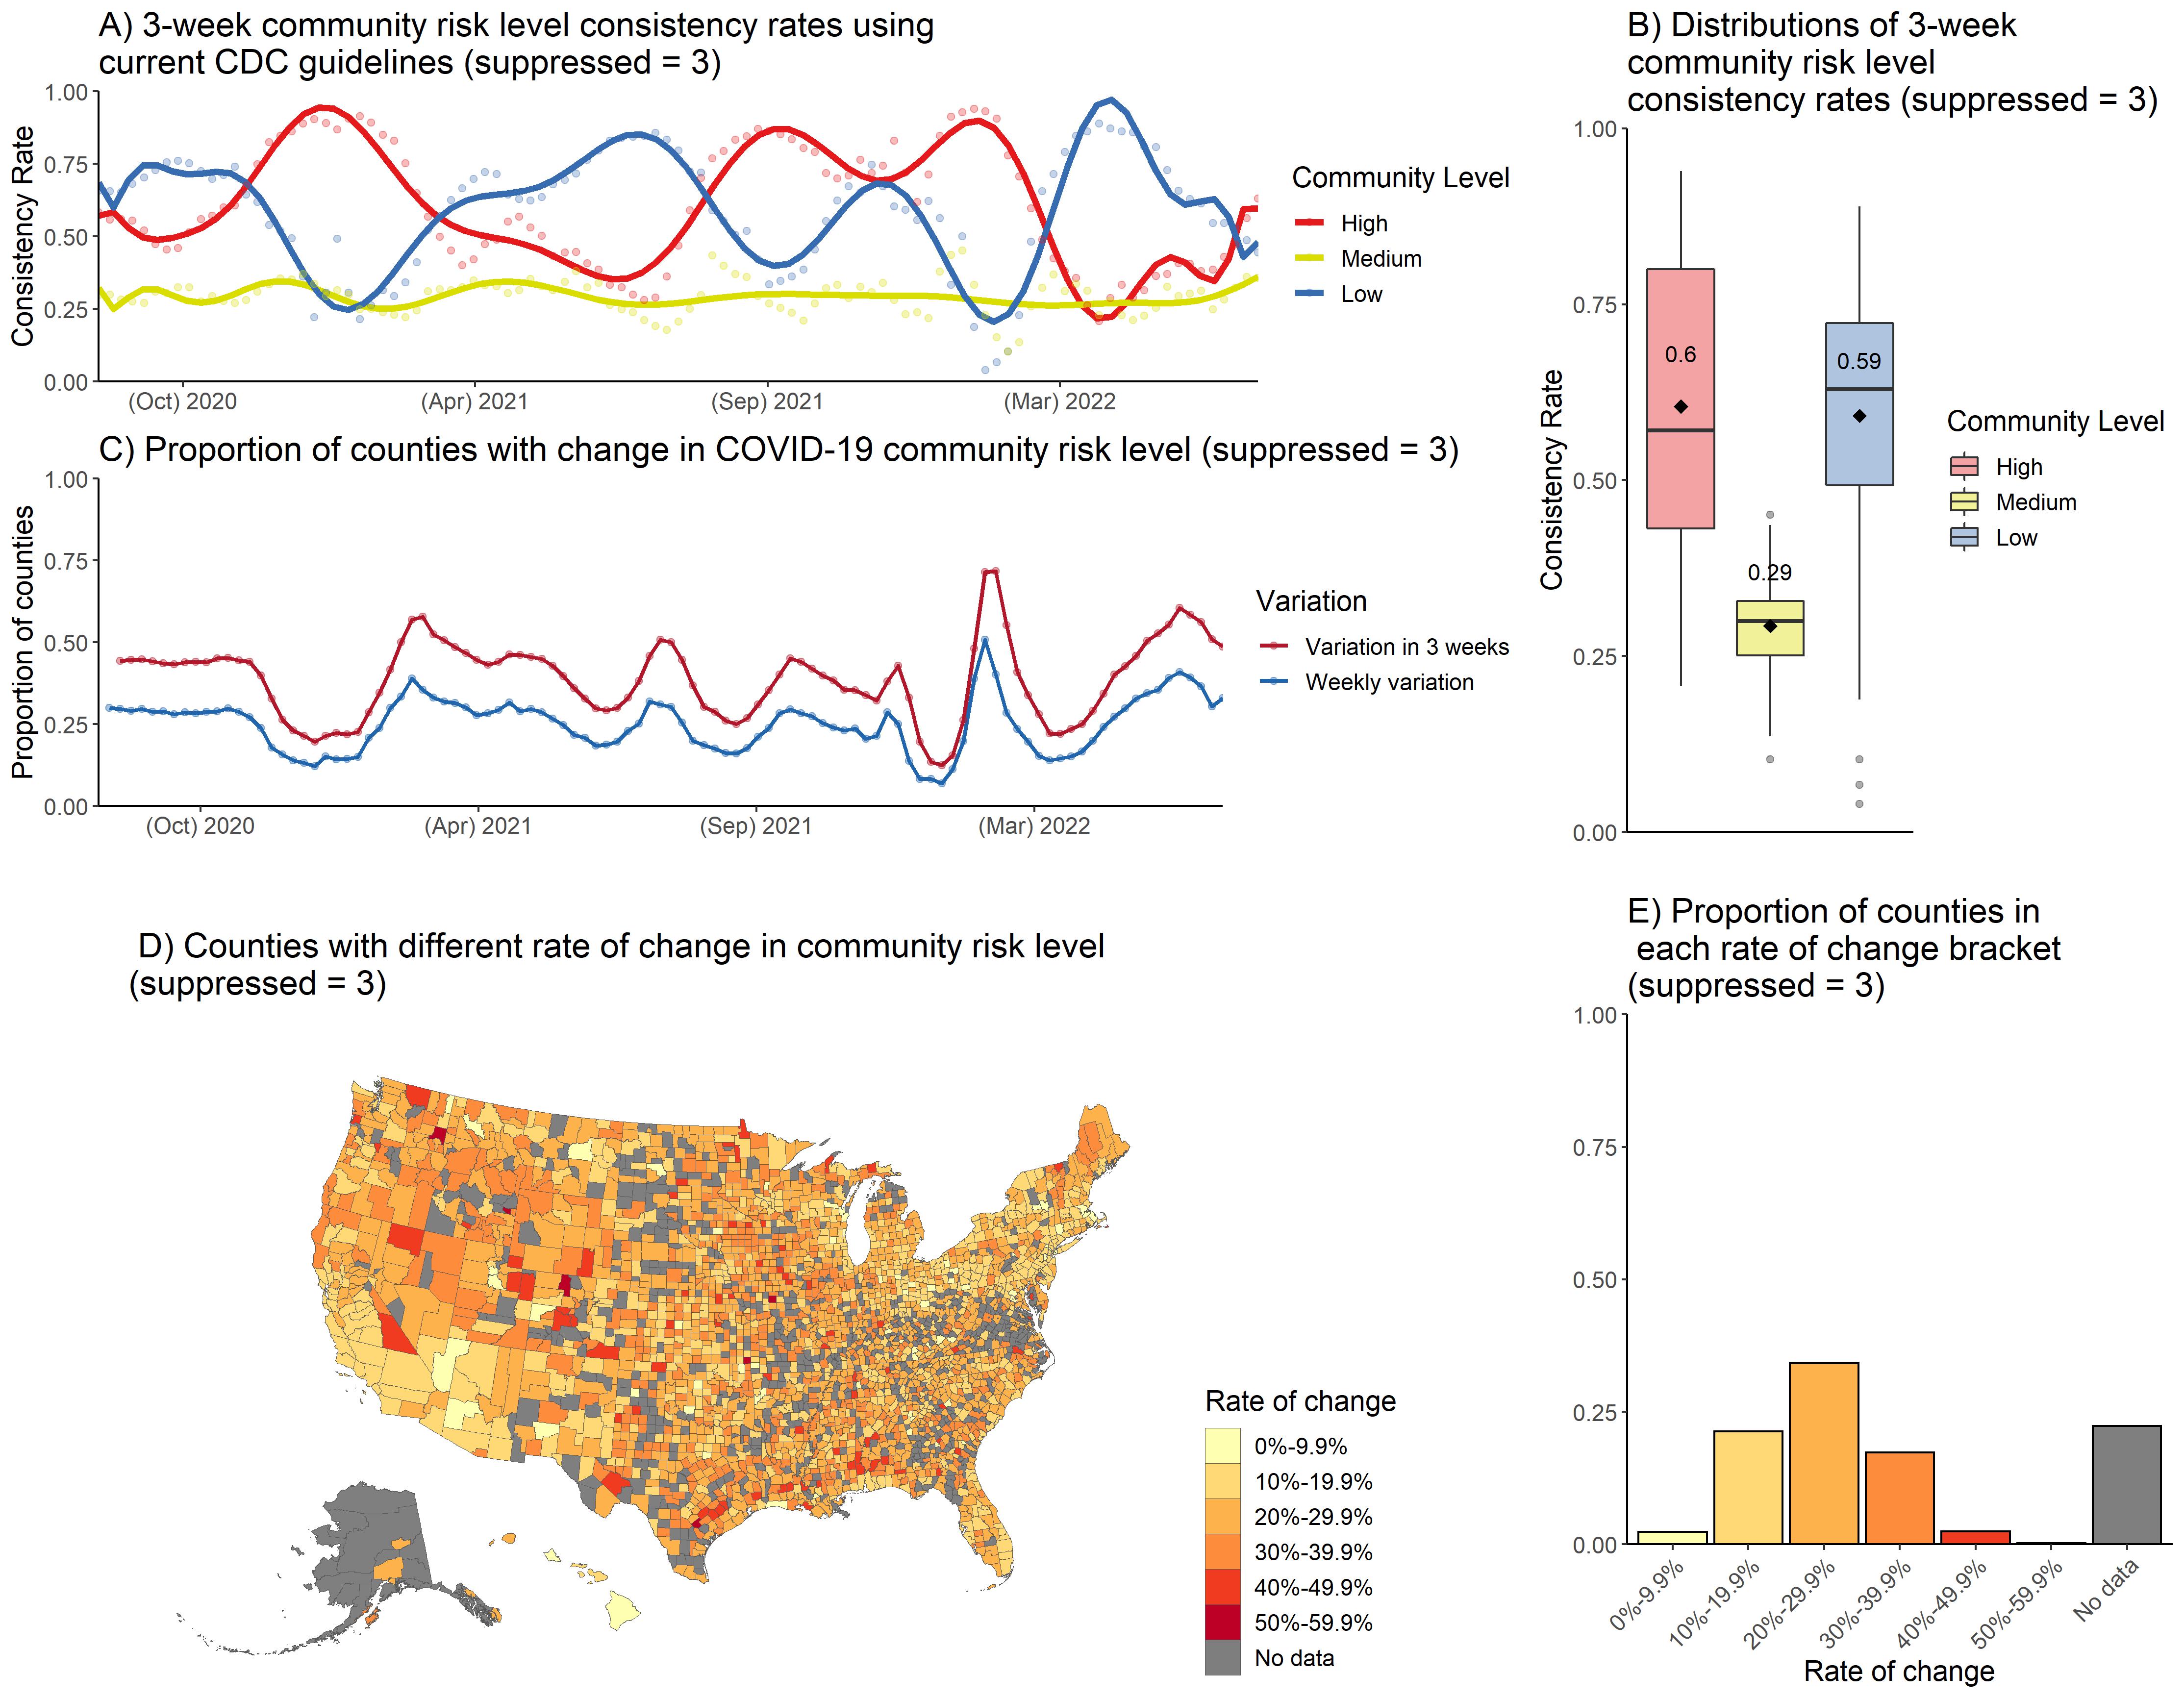 A) 3-week community risk level consistency rates using
current CDC guidelines (suppressed = 3)
Consistency Rate
1.00
0.75
0.50
0.25
0.00
(Oct) 2020
(Apr) 2021
(Sep) 2021
(Mar) 2022
Community Level
High
Medium
Low
B) Distributions of 3-week
community risk level
consistency rates (suppressed = 3)
Consistency Rate
1.00
0.75
0.50
0.25
0.00
0.6
0.29
0.59
Community Level
High
Medium
Low
C) Proportion of counties with change in COVID-19 community risk level (suppressed = 3)
Proportion of counties
1.00
0.75
0.50
0.25
0.00
(Oct) 2020
(Apr) 2021
(Sep) 2021
(Mar) 2022
Variation
Variation in 3 weeks
Weekly variation
D) Counties with different rate of change in community risk level
(suppressed = 3)
Rate of change
0%-9.9%
10%-19.9%
20%-29.9%
30%-39.9%
40%-49.9%
50%-59.9%
No data
E) Proportion of counties in
each rate of change bracket
(suppressed = 3)
1.00
0.75
0.50
0.25
0.00
0%-9.9%
10%-19.9%
20%-29.9%
30%-39.9%
40%-49.9%
50%-59.9%
No data
Rate of change